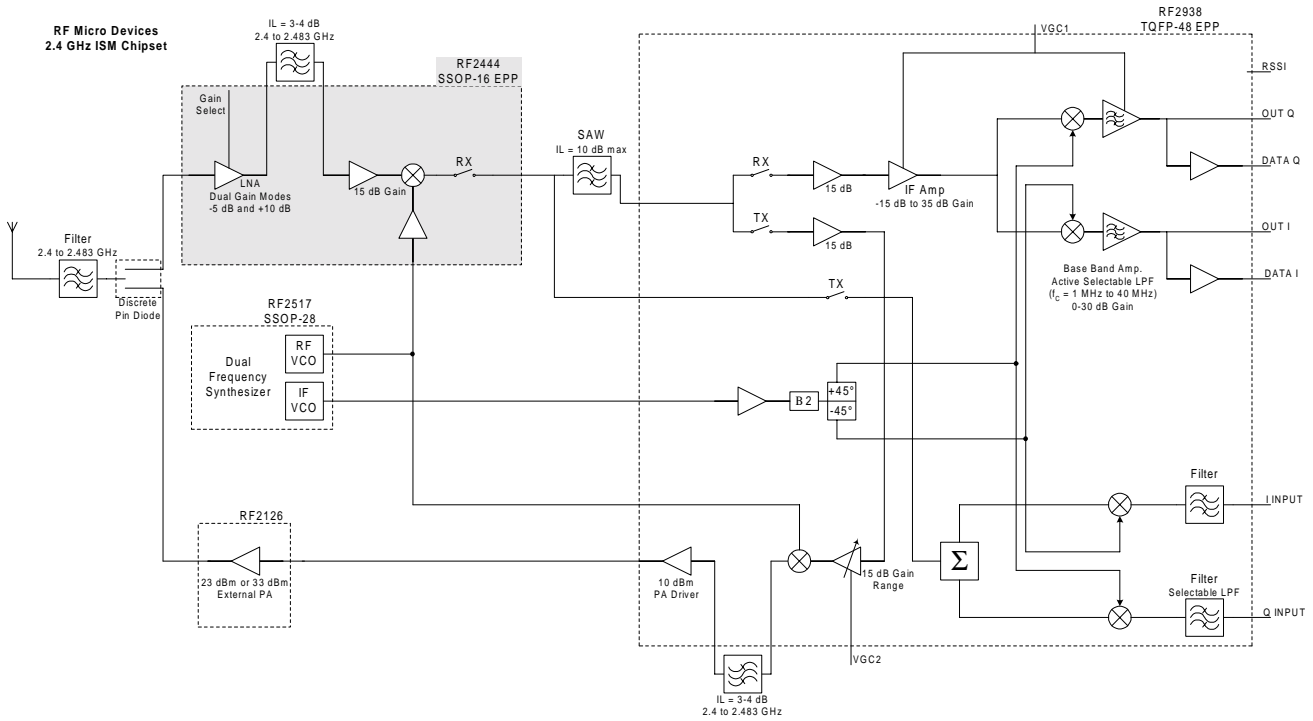 RF Micro Devices
2.4 GHz ISM Chipset
IL = 3-4 dB
2.4 to 2.483 GHz
RF2444
SSOP-16 EPP
Gain
Select
LNA
Dual Gain Modes
-5 dB and +10 dB
15 dB Gain
RX
SAW
IL = 10 dB max
RF2938
TQFP-48 EPP
VGC1
RSSI
OUT Q
DATA Q
RX
15 dB
IF Amp
-15 dB to 35 dB Gain
TX
15 dB
OUT I
DATA I
Base Band Amp.
Active Selectable LPF
(fC = 1 MHz to 40 MHz)
0-30 dB Gain
TX
Filter
2.4 to 2.483 GHz
Discrete
Pin Diode
RF2517
SSOP-28
Dual
Frequency
Synthesizer
RF
VCO
IF
VCO
B 2
+45°
-45°
RF2126
23 dBm or 33 dBm
External PA
10 dBm
PA Driver
15 dB Gain
Range
Σ
Filter
I INPUT
Filter
Selectable LPF
Q INPUT
VGC2
IL = 3-4 dB
2.4 to 2.483 GHz